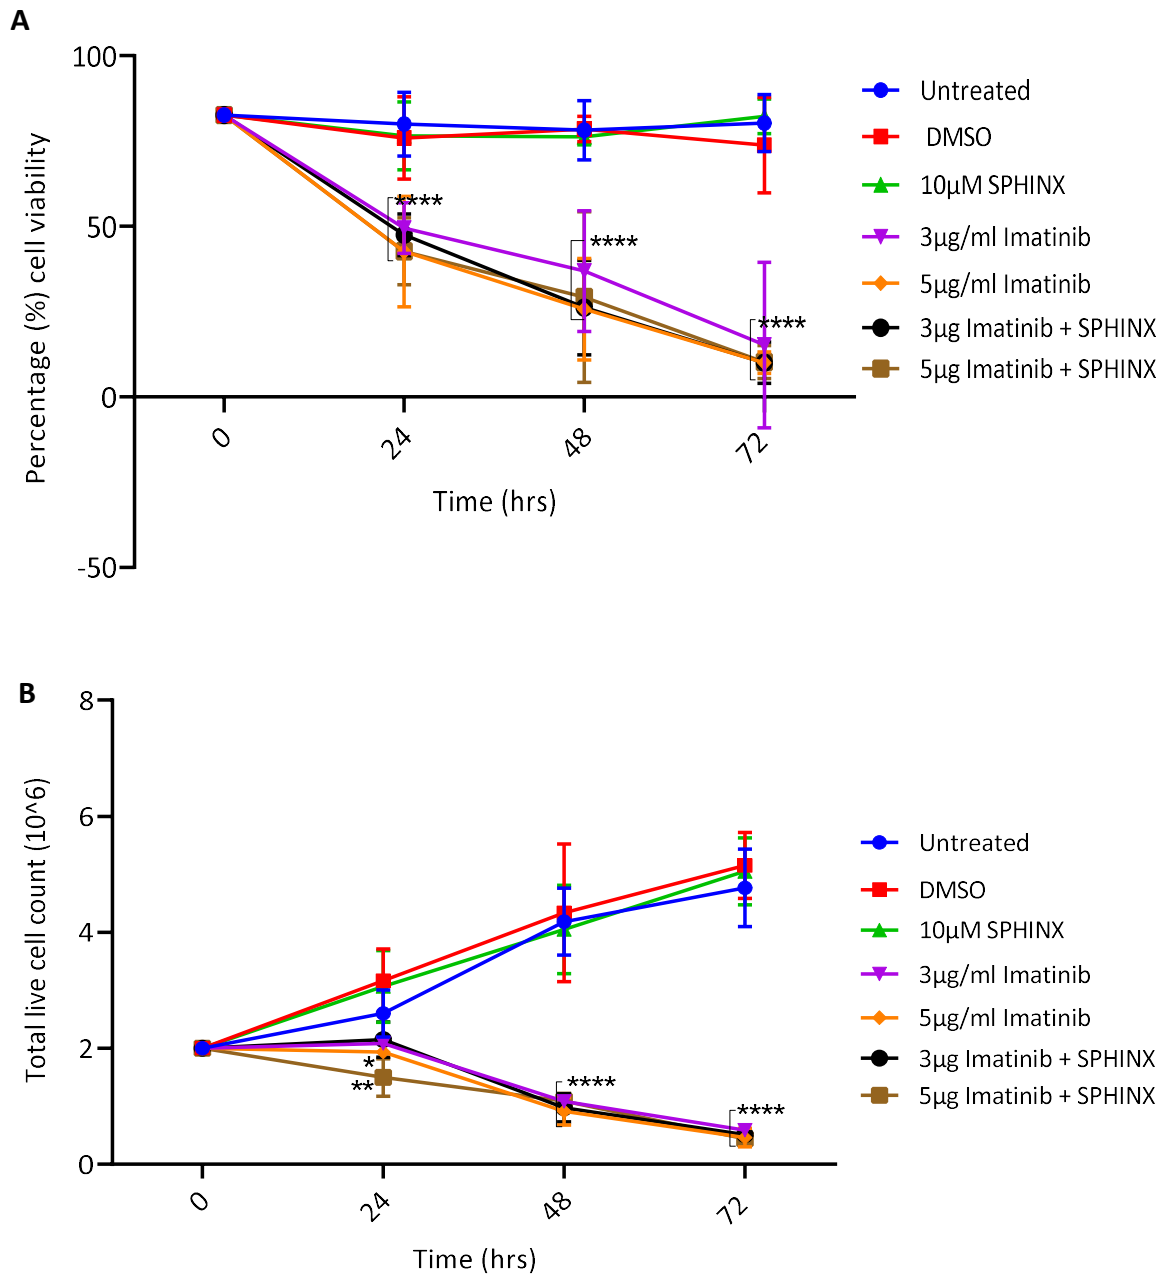 A
Percentage (%) cell viability
100
50
0
-50
****
****
****
0
24
48
72
Time (hrs)
Untreated
DMSO
10μM SPHINX
3μg/ml Imatinib
5μg/ml Imatinib
3μg Imatinib + SPHINX
5μg Imatinib + SPHINX
B
Total live cell count (10^6)
8
6
4
2
0
*
**
****
****
0
24
48
72
Time (hrs)
Untreated
DMSO
10μM SPHINX
3μg/ml Imatinib
5μg/ml Imatinib
3μg Imatinib + SPHINX
5μg Imatinib + SPHINX